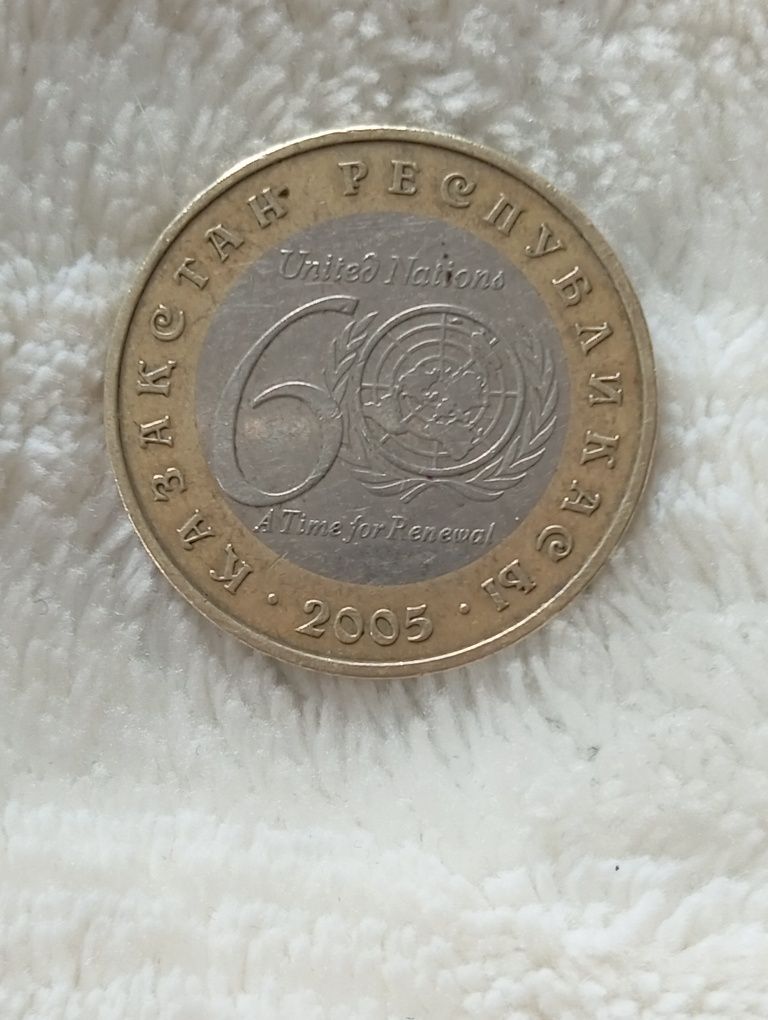 ҚАЗАҚСТАН РЕСПУБЛИКАСЫ
United Nations
60
A Time for Renewal
· 2005 ·